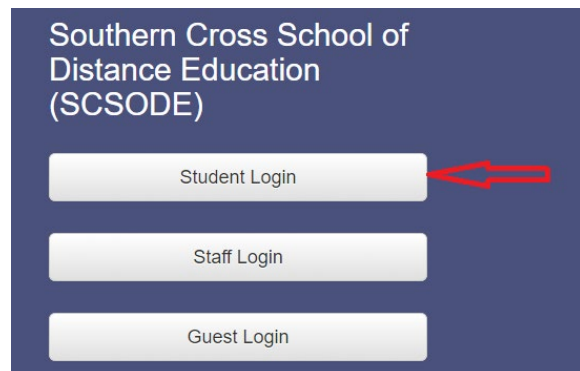 Southern Cross School of
Distance Education
(SCSODE)
Student Login
Staff Login
Guest Login